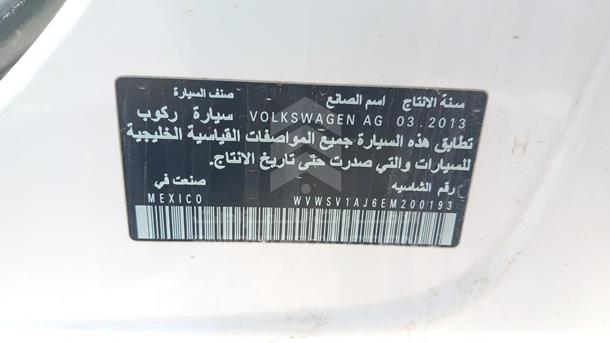 سنة الانتاج اسم الصانع صنف السيارة
03.2013 VOLKSWAGEN AG سيارة ركوب
تطابق هذه السيارة جميع المواصفات القياسية الخليجية
للسيارات والتي صدرت حتى تاريخ الانتاج.
رقم الشاسيه صنعت في
WVWSV1AJ6EM200193 MEXICO